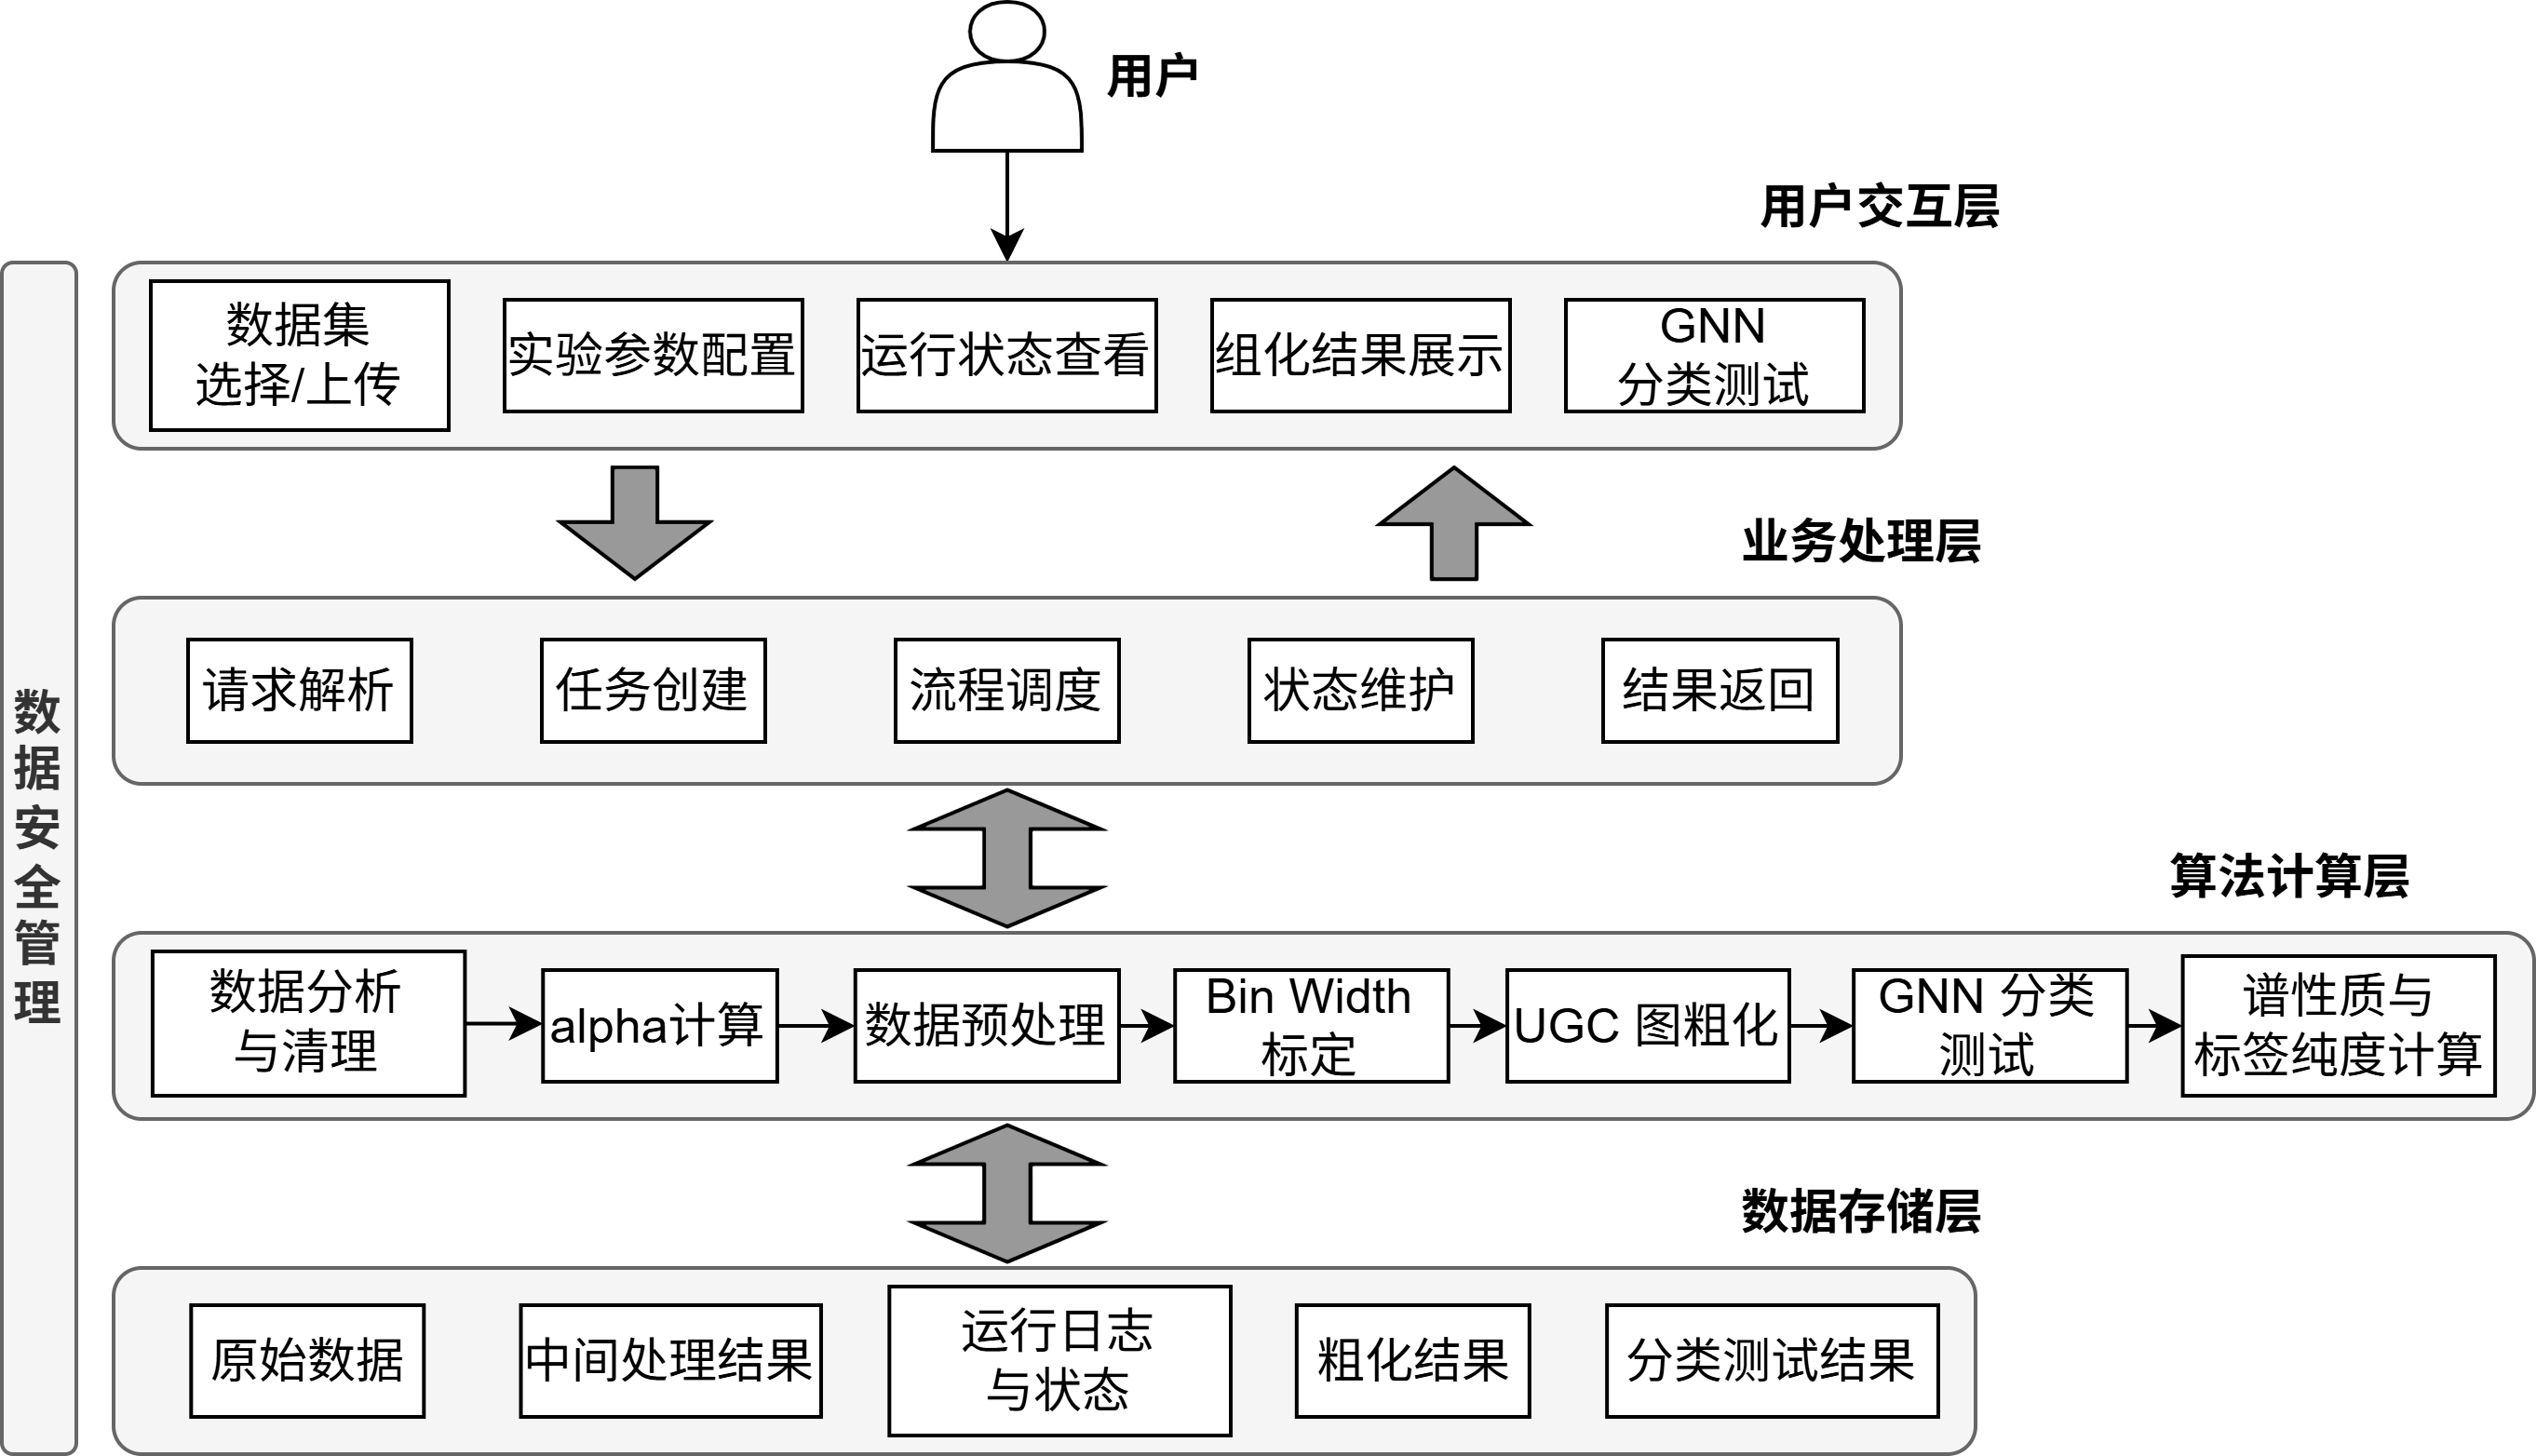 用户
用户交互层
数据集
选择/上传
实验参数配置
运行状态查看
组化结果展示
GNN
分类测试
业务处理层
请求解析
任务创建
流程调度
状态维护
结果返回
数
据
安
全
管
理
算法计算层
数据分析
与清理
alpha计算
数据预处理
Bin Width
标定
UGC 图粗化
GNN 分类
测试
谱性质与
标签纯度计算
数据存储层
原始数据
中间处理结果
运行日志
与状态
粗化结果
分类测试结果